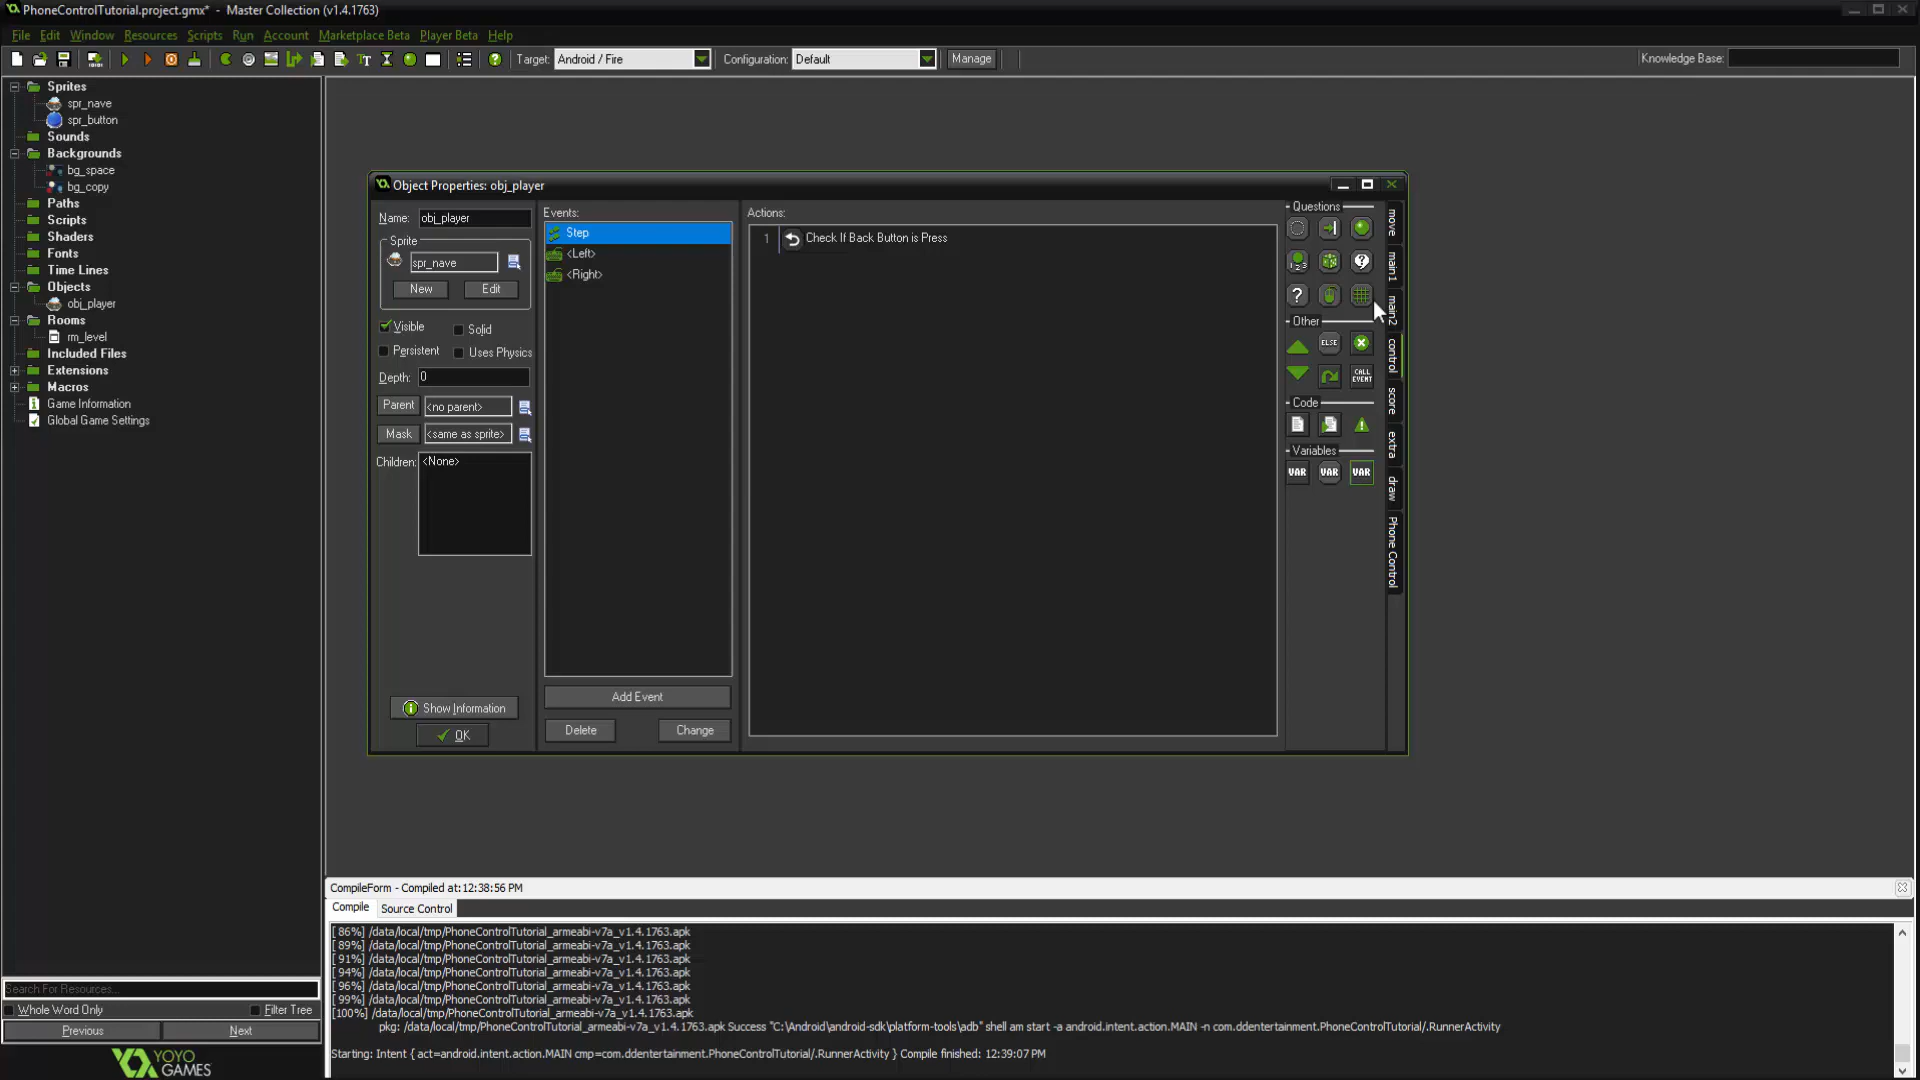 PhoneControlTutorial.project.gmx* - Master Collection (v1.4.1763)
File Edit Window Resources Scripts Run Account Marketplace Beta Player Beta Help
Target: Android / Fire Configuration: Default Manage Knowledge Base:
Sprites
spr_nave
spr_button
Sounds
Backgrounds
bg_space
bg_copy
Paths
Scripts
Shaders
Fonts
Time Lines
Objects
obj_player
Rooms
rm_level
Included Files
Extensions
Macros
Game Information
Global Game Settings
Search For Resources...
Whole Word Only Filter Tree
Previous Next
YOYO
GAMES
Object Properties: obj_player
Name: obj_player
Sprite
spr_nave
New Edit
Visible Solid
Persistent Uses Physics
Depth: 0
Parent <no parent>
Mask <same as sprite>
Children: <None>
Show Information
OK
Events:
Step
<Left>
<Right>
Add Event
Delete Change
Actions:
1 Check If Back Button is Press
Questions
Other
ELSE
CALL EVENT
Code
Variables
VAR VAR VAR
move
main1
main2
control
score
extra
draw
Phone Control
CompileForm - Compiled at:12:38:56 PM
Compile Source Control
[ 86%] /data/local/tmp/PhoneControlTutorial_armeabi-v7a_v1.4.1763.apk
[ 89%] /data/local/tmp/PhoneControlTutorial_armeabi-v7a_v1.4.1763.apk
[ 91%] /data/local/tmp/PhoneControlTutorial_armeabi-v7a_v1.4.1763.apk
[ 94%] /data/local/tmp/PhoneControlTutorial_armeabi-v7a_v1.4.1763.apk
[ 96%] /data/local/tmp/PhoneControlTutorial_armeabi-v7a_v1.4.1763.apk
[ 99%] /data/local/tmp/PhoneControlTutorial_armeabi-v7a_v1.4.1763.apk
[100%] /data/local/tmp/PhoneControlTutorial_armeabi-v7a_v1.4.1763.apk
pkg: /data/local/tmp/PhoneControlTutorial_armeabi-v7a_v1.4.1763.apk Success "C:\Android\android-sdk\platform-tools\adb" shell am start -a android.intent.action.MAIN -n com.ddentertainment.PhoneControlTutorial/.RunnerActivity
Starting: Intent { act=android.intent.action.MAIN cmp=com.ddentertainment.PhoneControlTutorial/.RunnerActivity } Compile finished: 12:39:07 PM